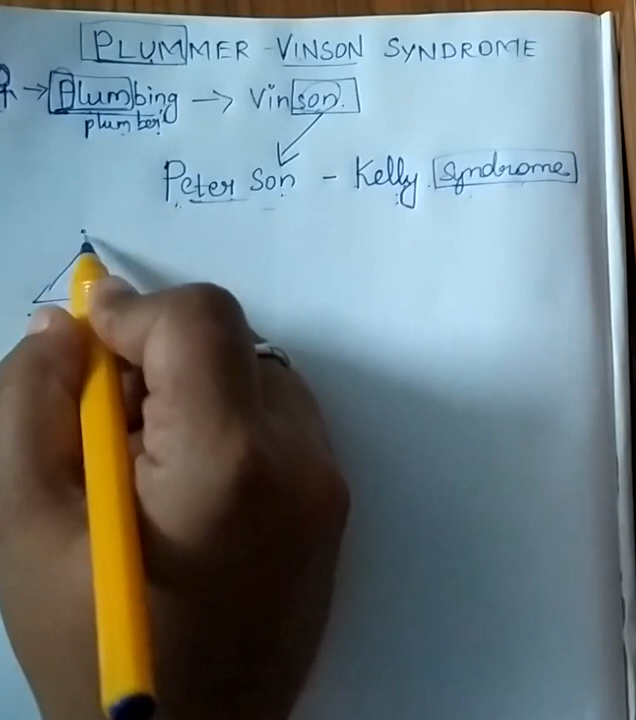 PLUMMER - VINSON SYNDROME
→ Plumbing → Vinson.
plumber
Peter Son - Kelly Syndrome